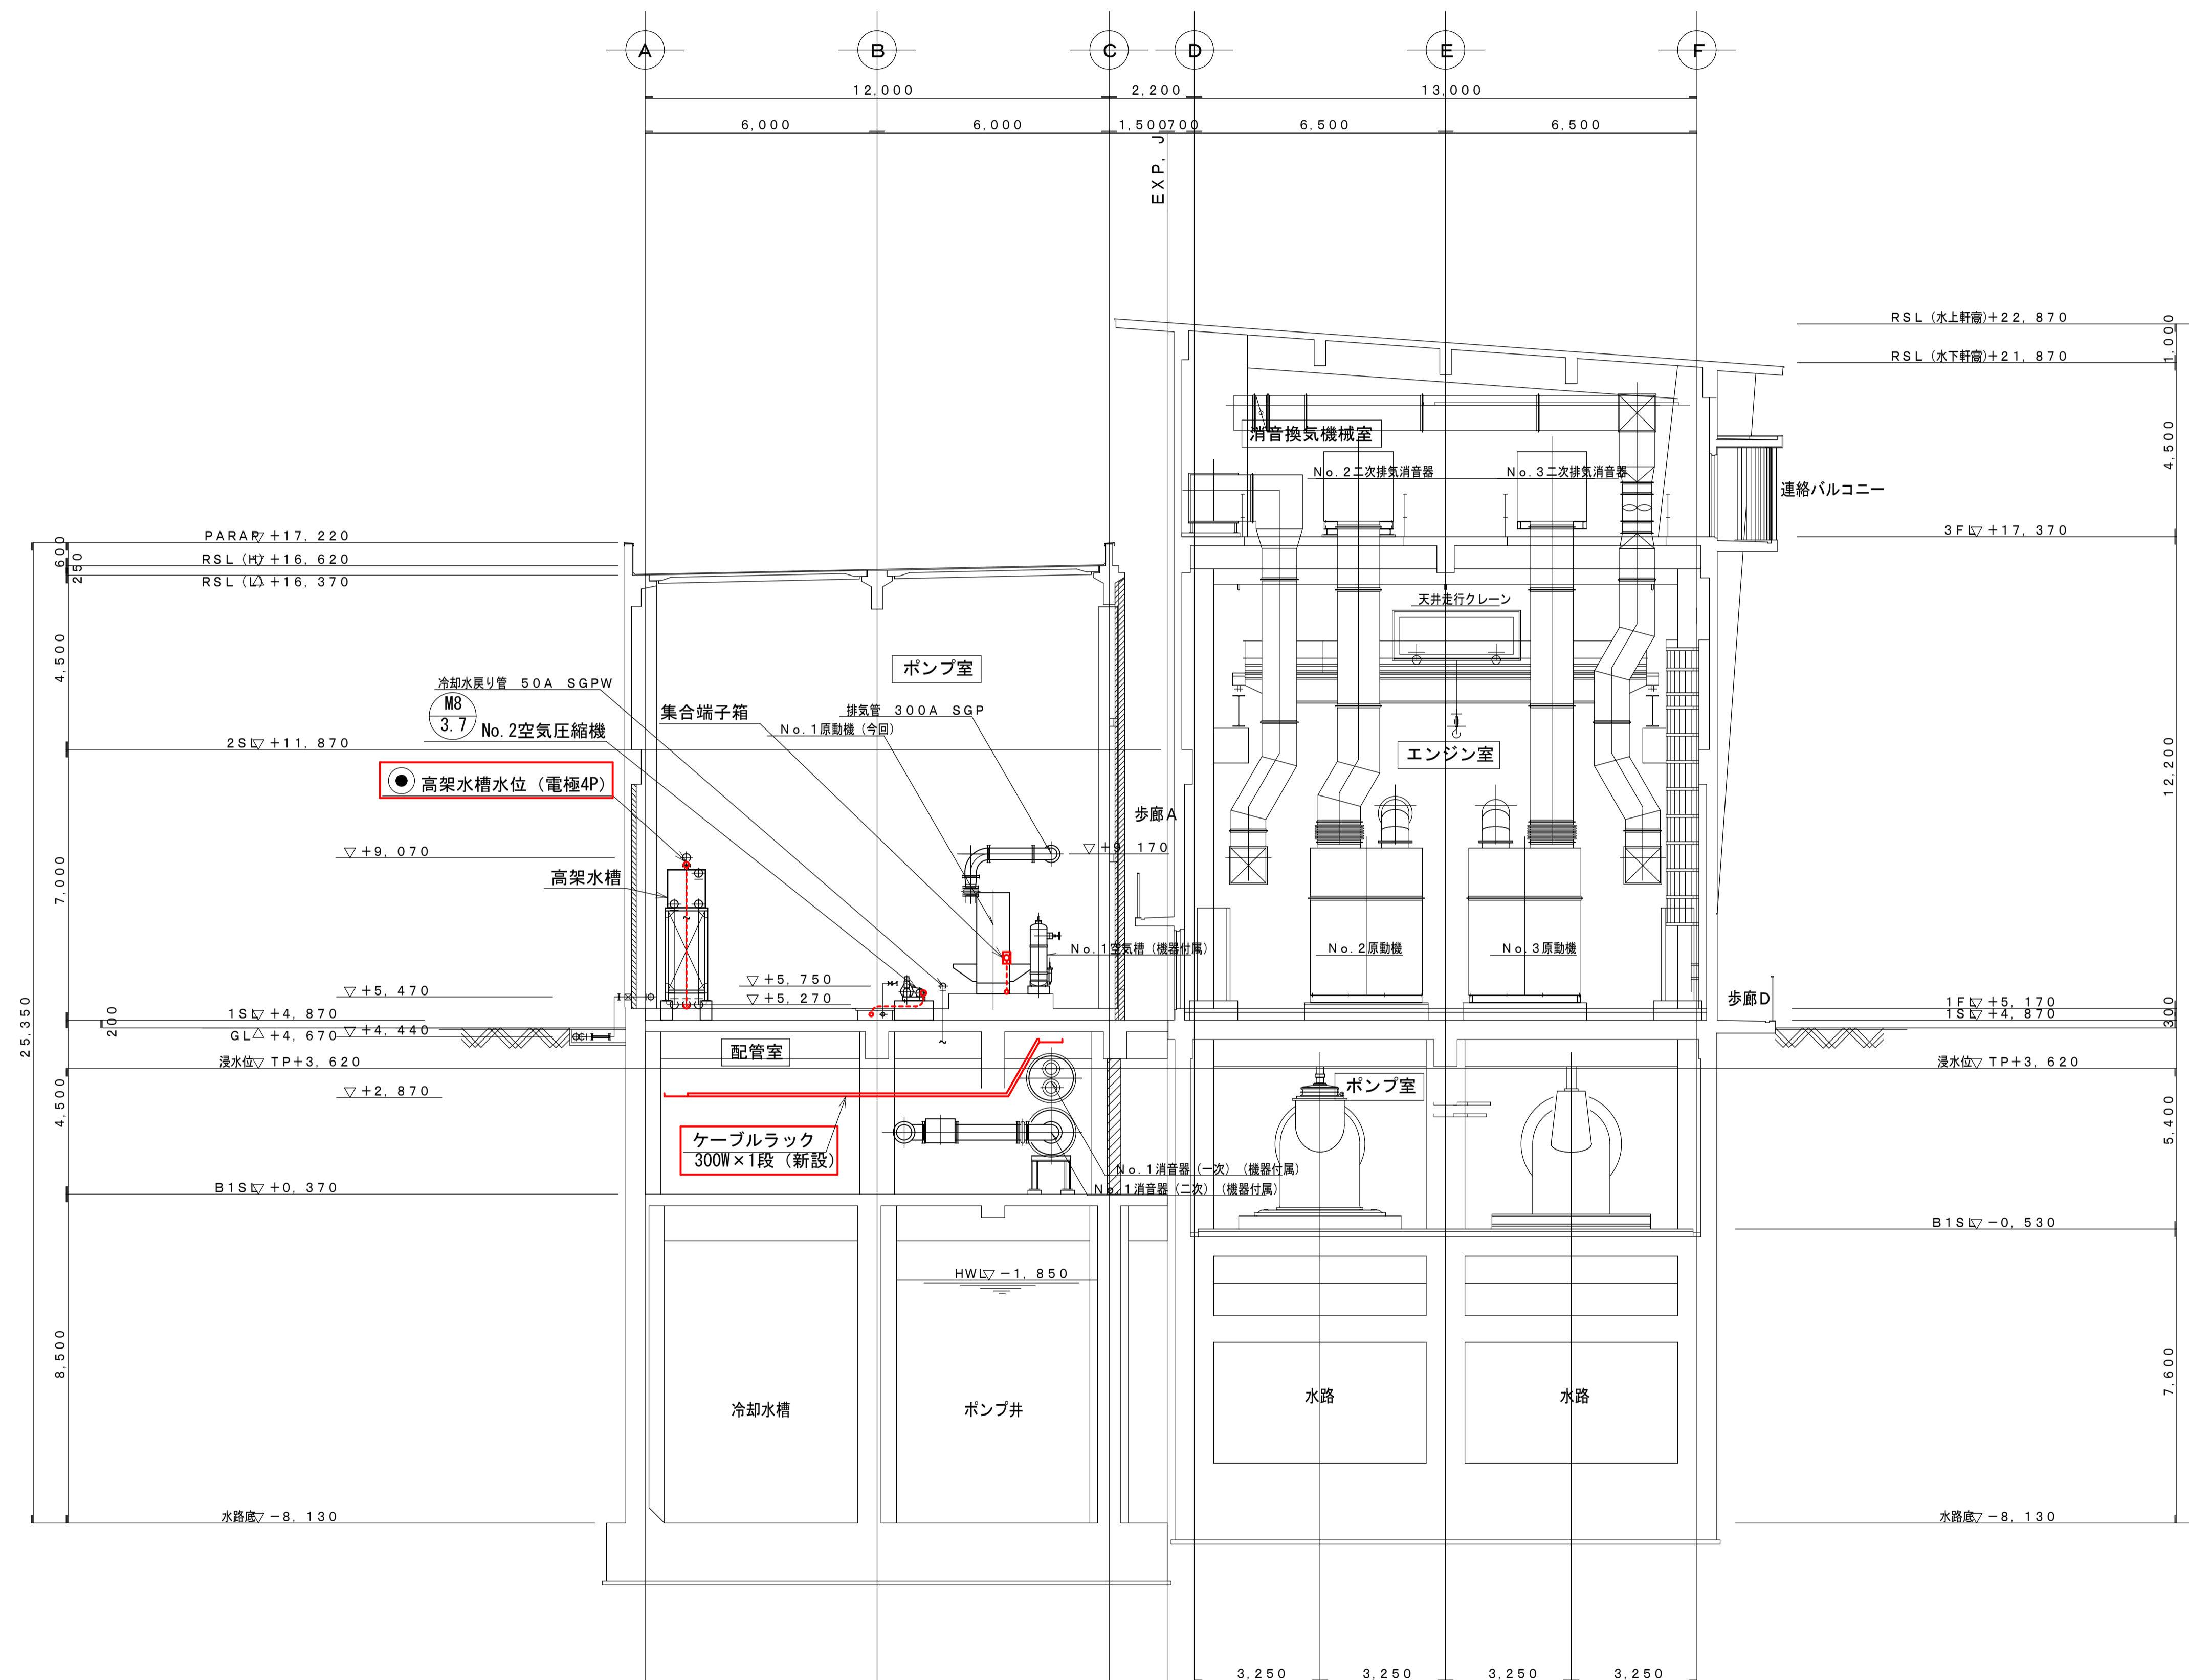 A
B
C
D
E
F
12,000
2,200
13,000
6,000
6,000
1,500
700
6,500
6,500
EXP, J
RSL (水上軒高)+22, 870
RSL (水下軒高)+21, 870
1,000
4,500
消音換気機械室
No. 2二次排気消音器
No. 3二次排気消音器
連絡バルコニー
3FL▽ +17, 370
PARAP▽ +17, 220
RSL (H)▽ +16, 620
RSL (L)△ +16, 370
600
250
天井走行クレーン
4,500
ポンプ室
冷却水戻り管 50A SGPW
M8
3.7
No. 2空気圧縮機
集合端子箱
排気管 300A SGP
No. 1原動機 (今回)
2SL▽ +11, 870
エンジン室
12,200
高架水槽水位 (電極4P)
歩廊A
▽ +9, 070
▽ +9, 170
高架水槽
7,000
No. 1空気槽 (機器付属)
No. 2原動機
No. 3原動機
▽ +5, 750
▽ +5, 470
▽ +5, 270
歩廊D
1FL▽ +5, 170
1SL▽ +4, 870
1SL▽ +4, 870
300
200
GL△ +4, 670
▽ +4, 440
25,350
配管室
浸水位▽ TP+3, 620
浸水位▽ TP+3, 620
▽ +2, 870
ポンプ室
4,500
5,400
ケーブルラック
300W×1段 (新設)
No. 1消音器 (一次) (機器付属)
No. 1消音器 (二次) (機器付属)
B1SL▽ +0, 370
B1SL▽ −0, 530
HWL▽ −1, 850
8,500
7,600
冷却水槽
ポンプ井
水路
水路
水路底▽ −8, 130
水路底▽ −8, 130
3,250
3,250
3,250
3,250